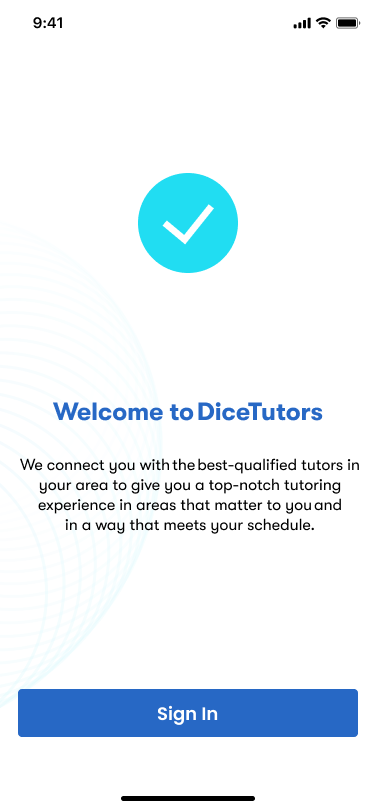 9:41
Welcome to DiceTutors
We connect you with the best-qualified tutors in
your area to give you a top-notch tutoring
experience in areas that matter to you and
in a way that meets your schedule.
Sign In